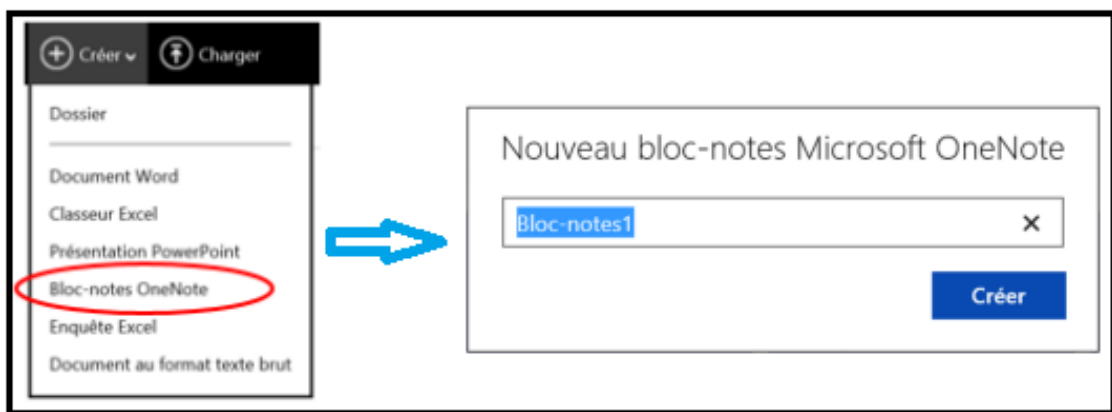 Créer Charger
Dossier
Document Word
Classeur Excel
Présentation PowerPoint
Bloc-notes OneNote
Enquête Excel
Document au format texte brut
Nouveau bloc-notes Microsoft OneNote
Bloc-notes1
Créer